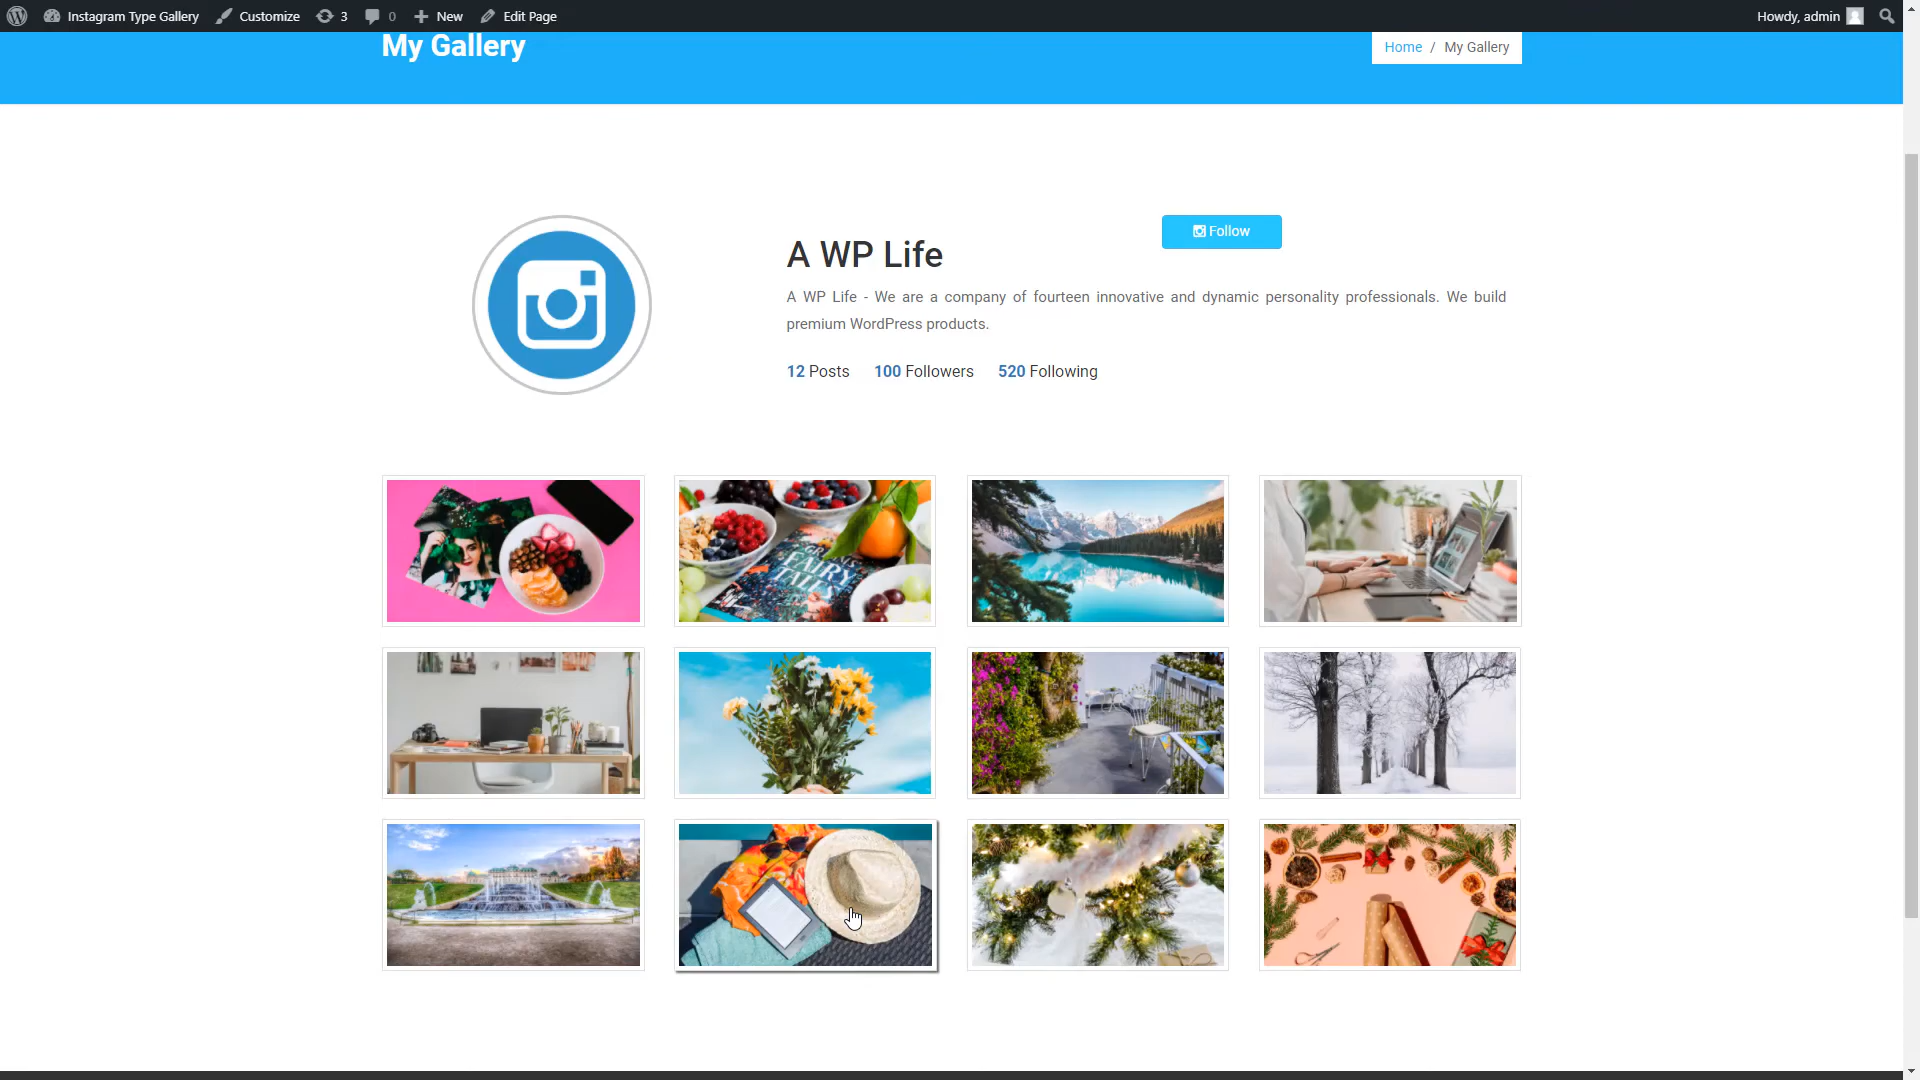 Instagram Type Gallery Customize 3 0 New Edit Page Howdy, admin
My Gallery
Home / My Gallery
Follow
A WP Life
A WP Life - We are a company of fourteen innovative and dynamic personality professionals. We build
premium WordPress products.
12 Posts 100 Followers 520 Following
FAIRY
TALES